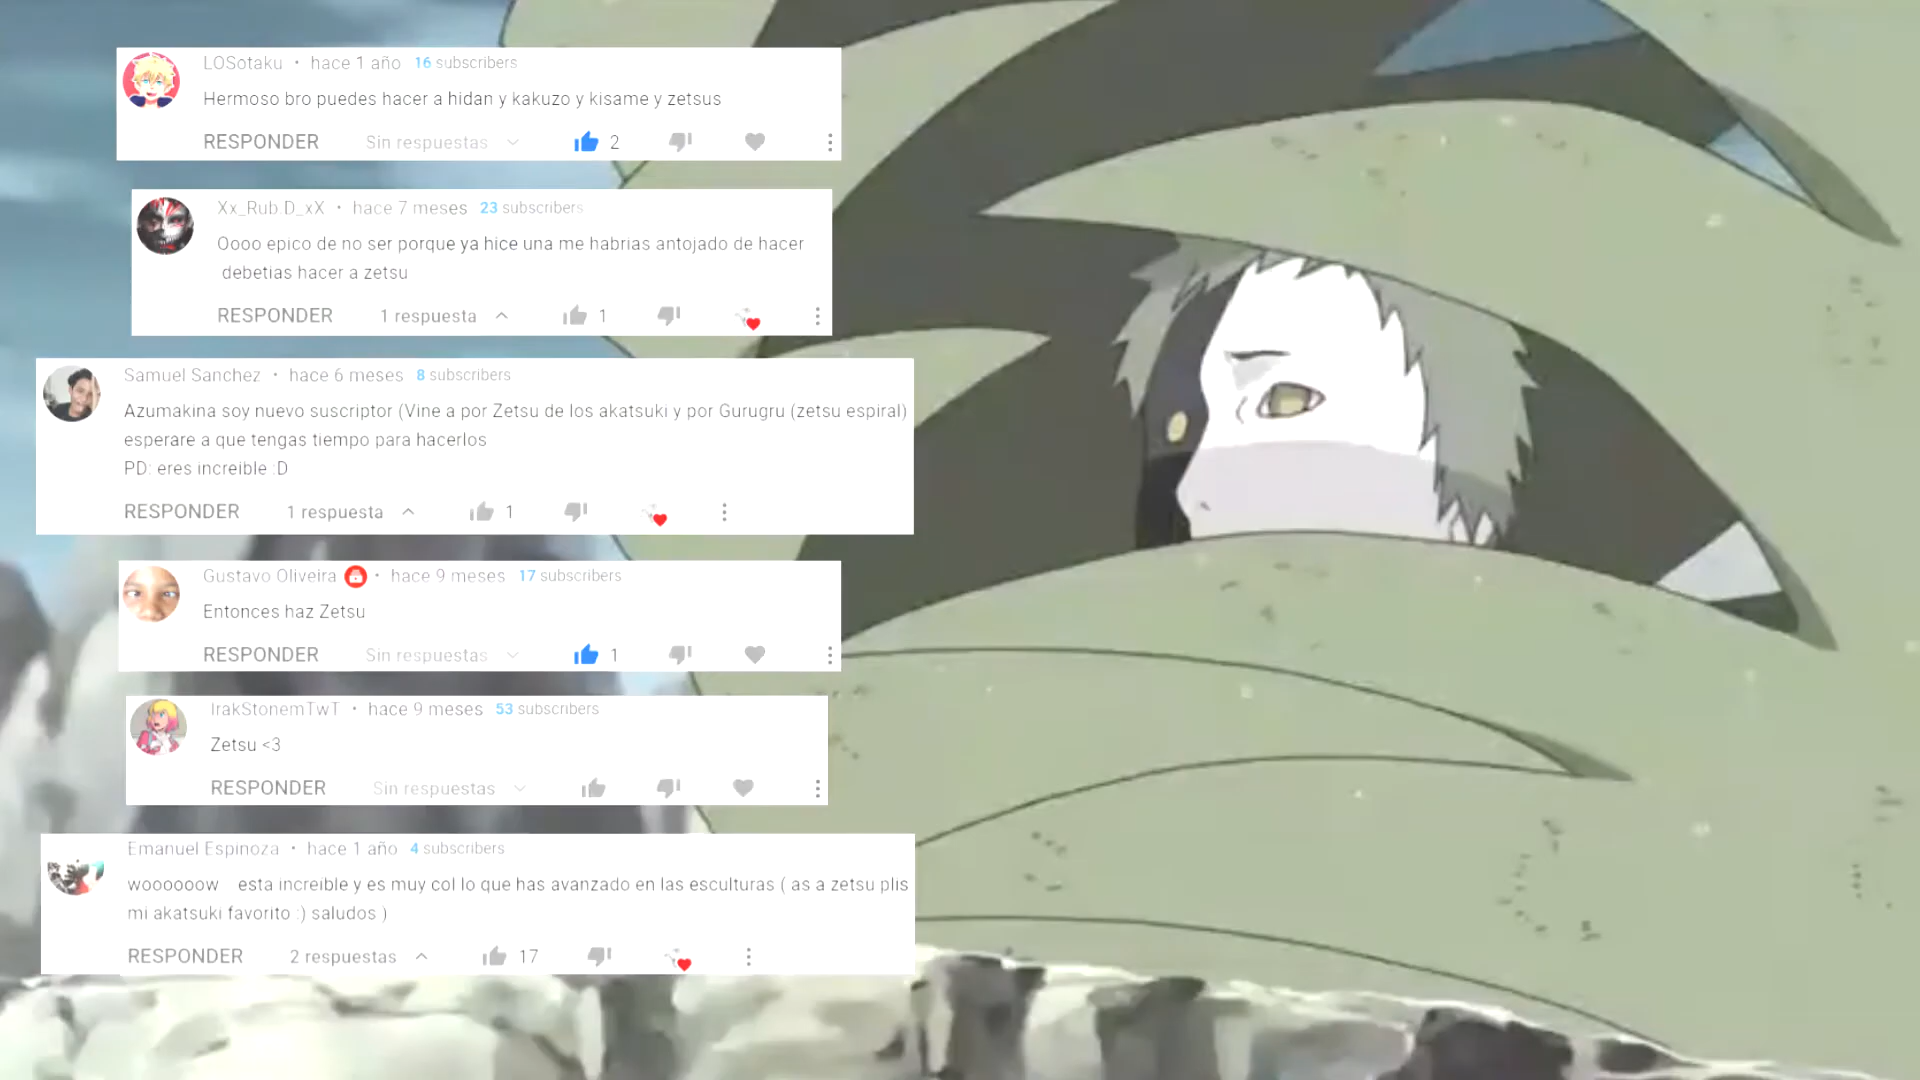 LOSotaku • hace 1 año 16 subscribers
Hermoso bro puedes hacer a hidan y kakuzo y kisame y zetsus
RESPONDER Sin respuestas 2
Xx_Rub.D_xX • hace 7 meses 23 subscribers
Oooo epico de no ser porque ya hice una me habrias antojado de hacer
debetias hacer a zetsu
RESPONDER 1 respuesta 1
Samuel Sanchez • hace 6 meses 8 subscribers
Azumakina soy nuevo suscriptor (Vine a por Zetsu de los akatsuki y por Gurugru (zetsu espiral)
esperare a que tengas tiempo para hacerlos
PD: eres increible :D
RESPONDER 1 respuesta 1
Gustavo Oliveira • hace 9 meses 17 subscribers
Entonces haz Zetsu
RESPONDER Sin respuestas 1
IrakStonemTwT • hace 9 meses 53 subscribers
Zetsu <3
RESPONDER Sin respuestas
Emanuel Espinoza • hace 1 año 4 subscribers
woooooow esta increible y es muy col lo que has avanzado en las esculturas ( as a zetsu plis
mi akatsuki favorito :) saludos )
RESPONDER 2 respuestas 17